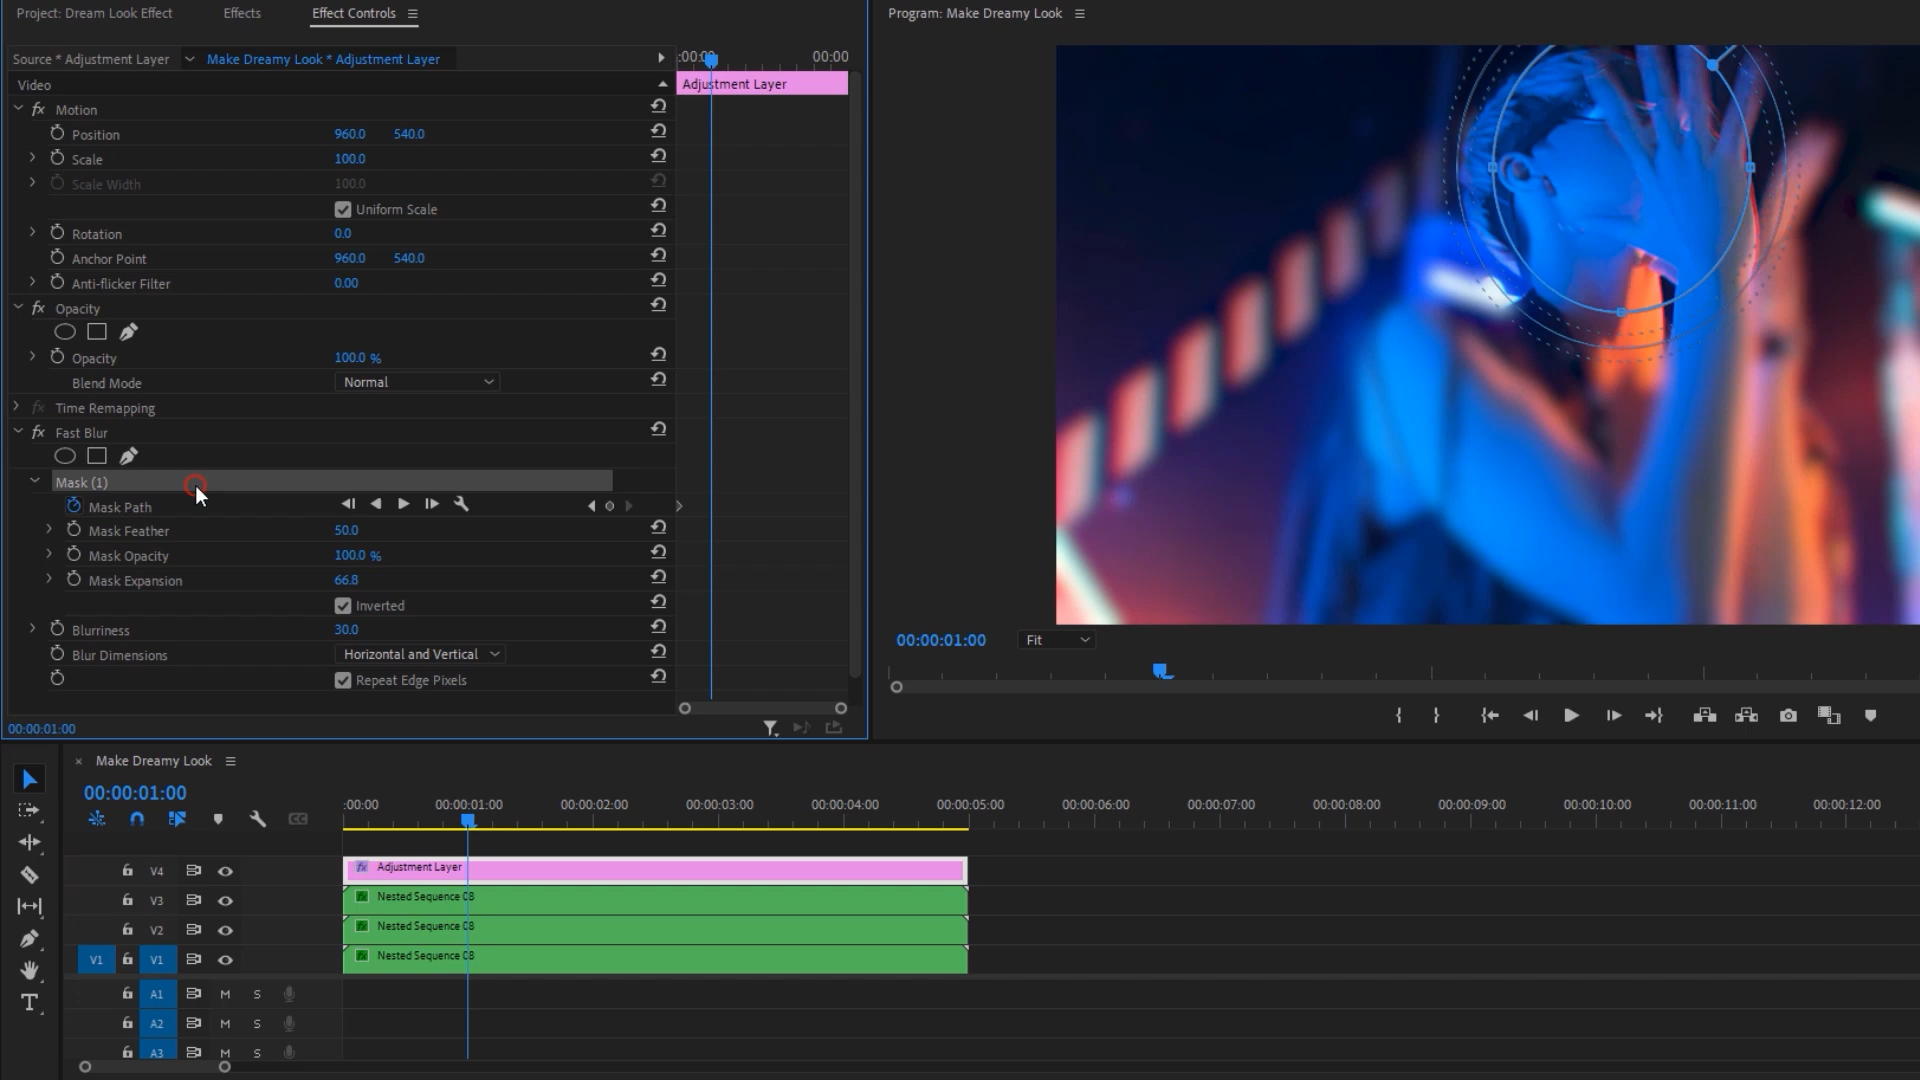 Project: Dream Look Effect
Effects
Effect Controls
Program: Make Dreamy Look
Source * Adjustment Layer
Make Dreamy Look * Adjustment Layer
:00:00
00:00
Video
Adjustment Layer
fx Motion
Position 960.0 540.0
Scale 100.0
Scale Width 100.0
Uniform Scale
Rotation 0.0
Anchor Point 960.0 540.0
Anti-flicker Filter 0.00
fx Opacity
Opacity 100.0 %
Blend Mode Normal
fx Time Remapping
fx Fast Blur
Mask (1)
Mask Path
Mask Feather 50.0
Mask Opacity 100.0 %
Mask Expansion 66.8
Inverted
Blurriness 30.0
Blur Dimensions Horizontal and Vertical
Repeat Edge Pixels
00:00:01:00
00:00:01:00 Fit
Make Dreamy Look
00:00:01:00
:00:00 00:00:01:00 00:00:02:00 00:00:03:00 00:00:04:00 00:00:05:00 00:00:06:00 00:00:07:00 00:00:08:00 00:00:09:00 00:00:10:00 00:00:11:00 00:00:12:00
V4 fx Adjustment Layer
V3 fx Nested Sequence 08
V2 fx Nested Sequence 08
V1 V1 fx Nested Sequence 08
A1 M S
A2 M S
A3 M S